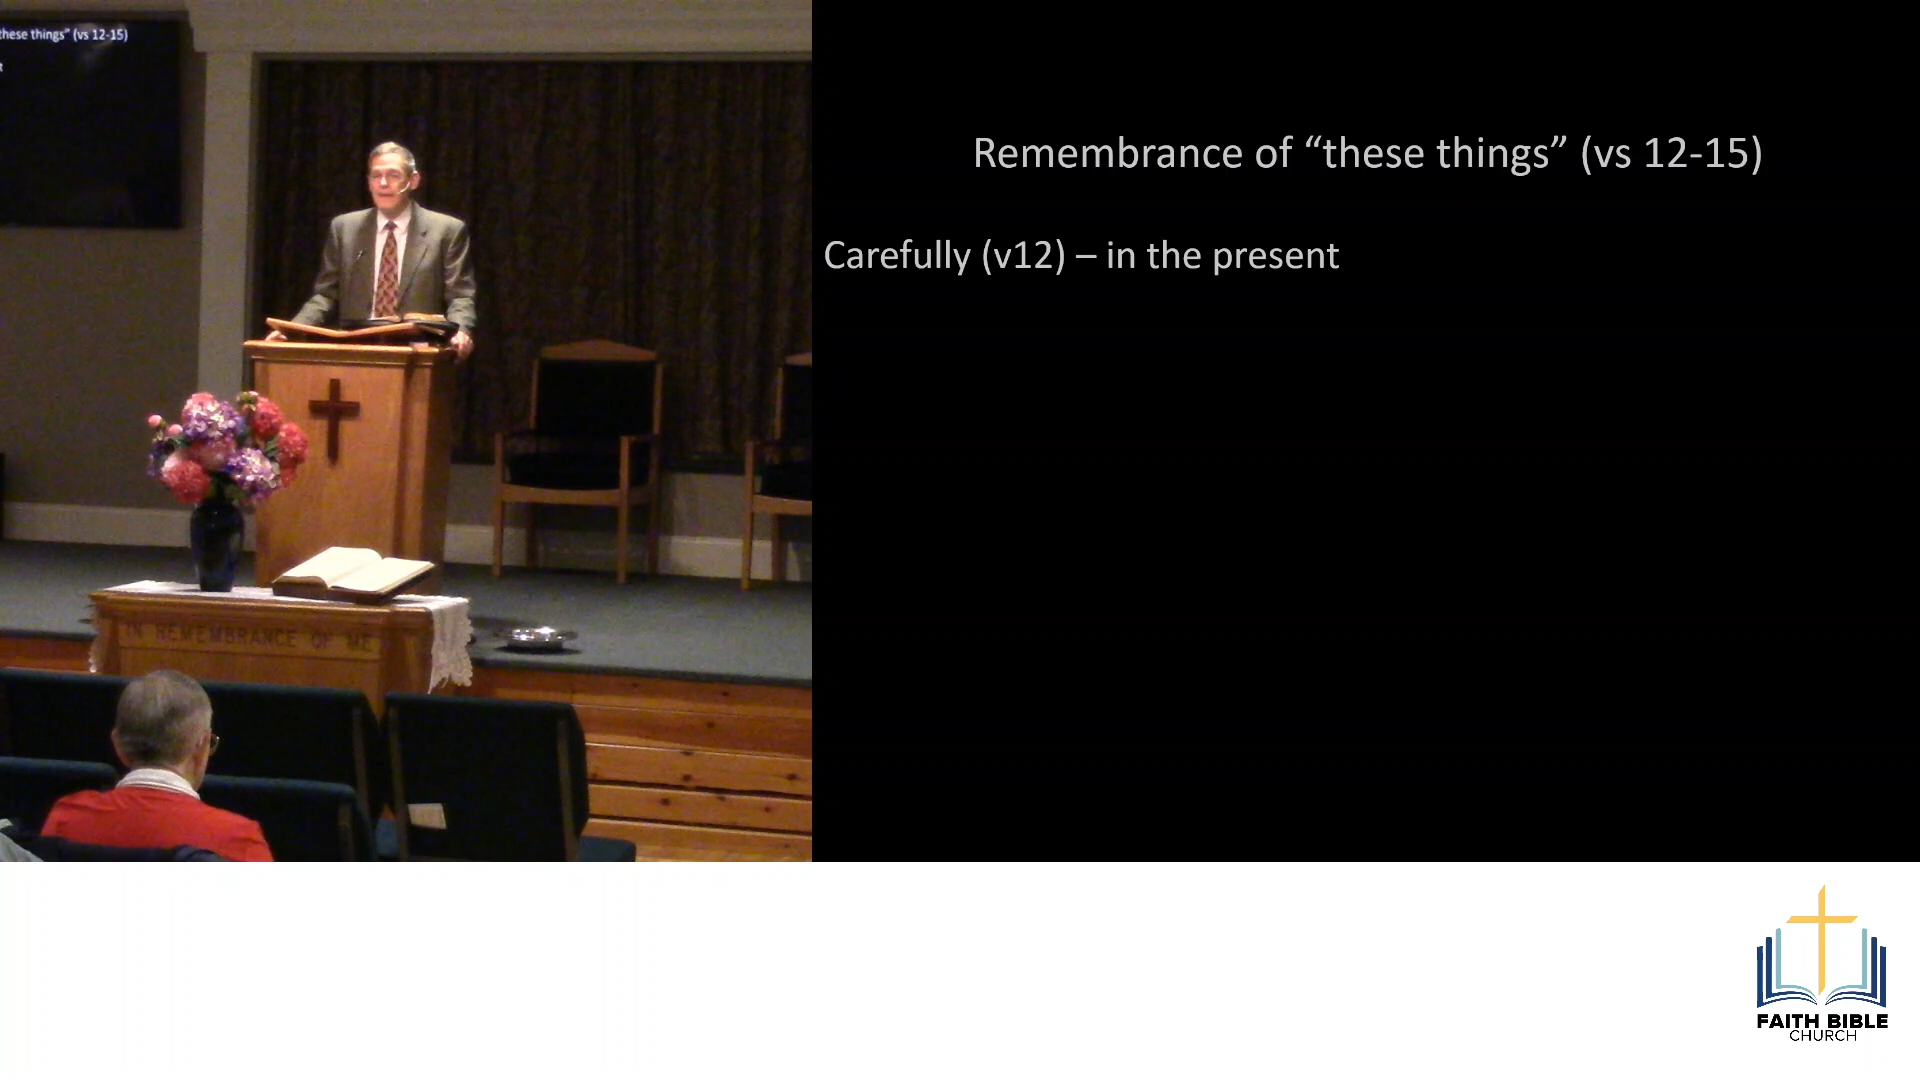 these things” (vs 12-15)
Remembrance of “these things” (vs 12-15)
Carefully (v12) – in the present
IN REMEMBRANCE OF ME
FAITH BIBLE
CHURCH